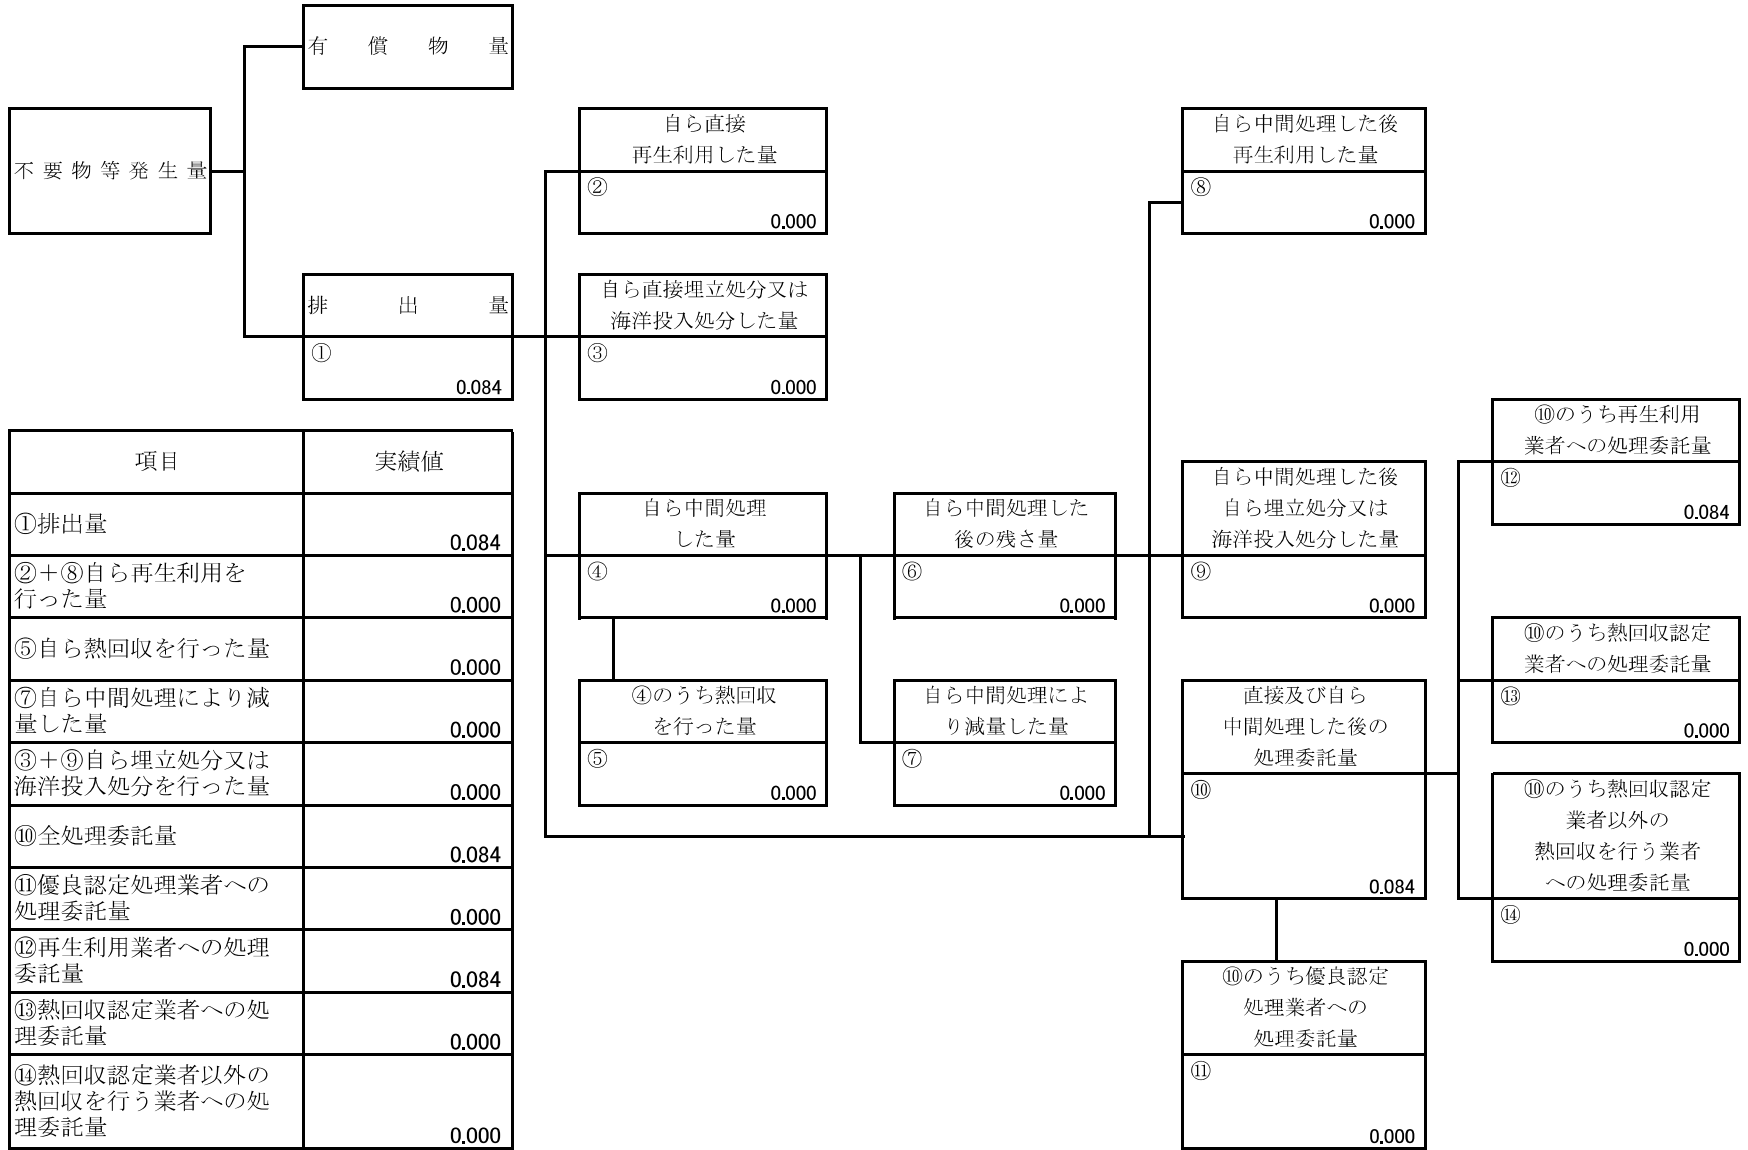 有償物量
不要物等発生量
排出量
①
0.084
自ら直接
再生利用した量
②
0.000
自ら直接埋立処分又は
海洋投入処分した量
③
0.000
自ら中間処理
した量
④
0.000
④のうち熱回収
を行った量
⑤
0.000
自ら中間処理した
後の残さ量
⑥
0.000
自ら中間処理によ
り減量した量
⑦
0.000
自ら中間処理した後
再生利用した量
⑧
0.000
自ら中間処理した後
自ら埋立処分又は
海洋投入処分した量
⑨
0.000
直接及び自ら
中間処理した後の
処理委託量
⑩
0.084
⑩のうち優良認定
処理業者への
処理委託量
⑪
0.000
⑩のうち再生利用
業者への処理委託量
⑫
0.084
⑩のうち熱回収認定
業者への処理委託量
⑬
0.000
⑩のうち熱回収認定
業者以外の
熱回収を行う業者
への処理委託量
⑭
0.000
項目 実績値
①排出量
0.084
②＋⑧自ら再生利用を
行った量
0.000
⑤自ら熱回収を行った量
0.000
⑦自ら中間処理により減
量した量
0.000
③＋⑨自ら埋立処分又は
海洋投入処分を行った量
0.000
⑩全処理委託量
0.084
⑪優良認定処理業者への
処理委託量
0.000
⑫再生利用業者への処理
委託量
0.084
⑬熱回収認定業者への処
理委託量
0.000
⑭熱回収認定業者以外の
熱回収を行う業者への処
理委託量
0.000